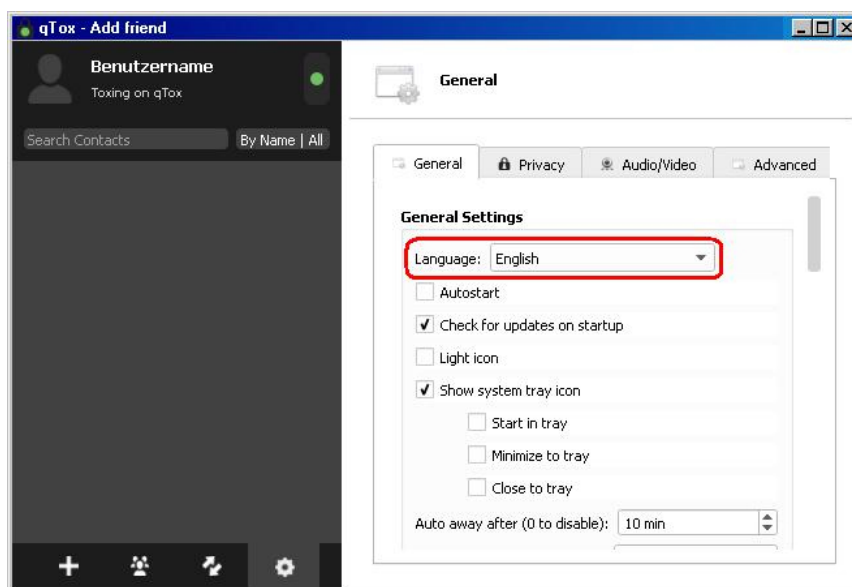 qTox - Add friend
Benutzername
Toxing on qTox
Search Contacts By Name | All
General
General Privacy Audio/Video Advanced
General Settings
Language: English
Autostart
Check for updates on startup
Light icon
Show system tray icon
Start in tray
Minimize to tray
Close to tray
Auto away after (0 to disable): 10 min